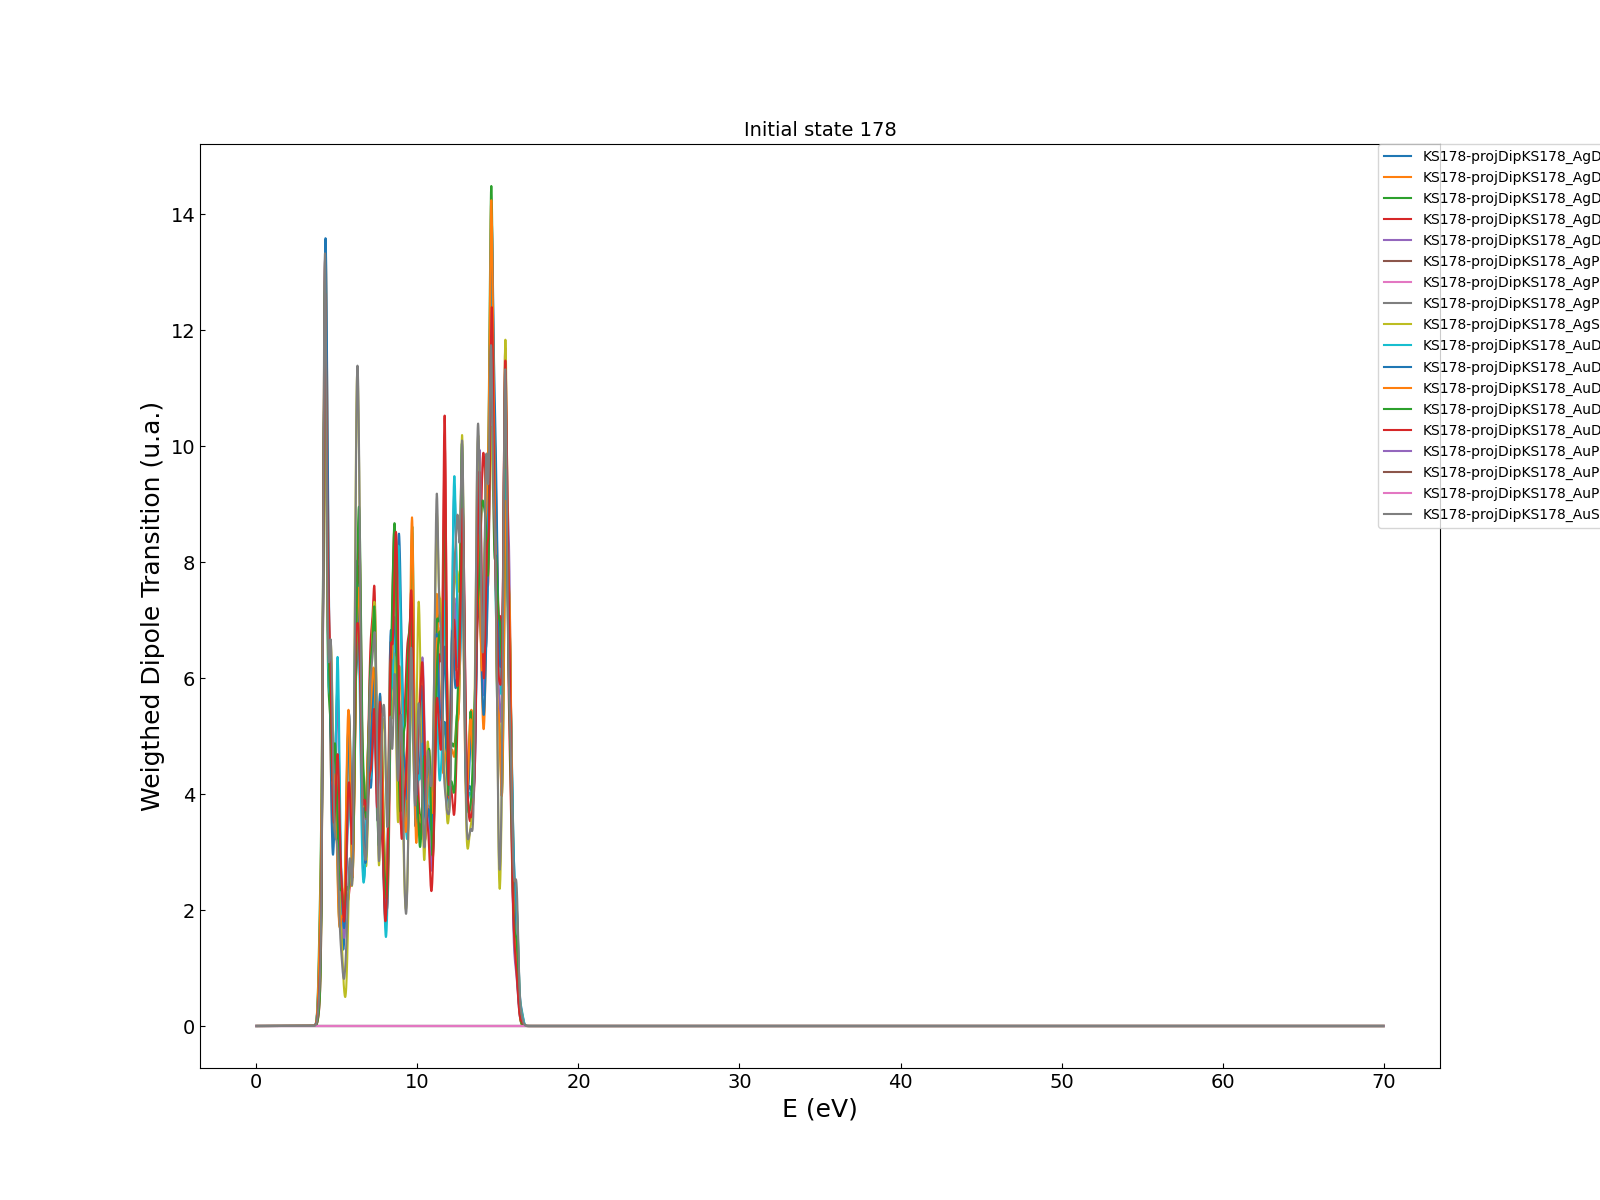 Initial state 178
Weigthed Dipole Transition (u.a.)
14
12
10
8
6
4
2
0
0 10 20 30 40 50 60 70
E (eV)
KS178-projDipKS178_AgD
KS178-projDipKS178_AgD
KS178-projDipKS178_AgD
KS178-projDipKS178_AgD
KS178-projDipKS178_AgD
KS178-projDipKS178_AgP
KS178-projDipKS178_AgP
KS178-projDipKS178_AgP
KS178-projDipKS178_AgS
KS178-projDipKS178_AuD
KS178-projDipKS178_AuD
KS178-projDipKS178_AuD
KS178-projDipKS178_AuD
KS178-projDipKS178_AuD
KS178-projDipKS178_AuP
KS178-projDipKS178_AuP
KS178-projDipKS178_AuP
KS178-projDipKS178_AuS